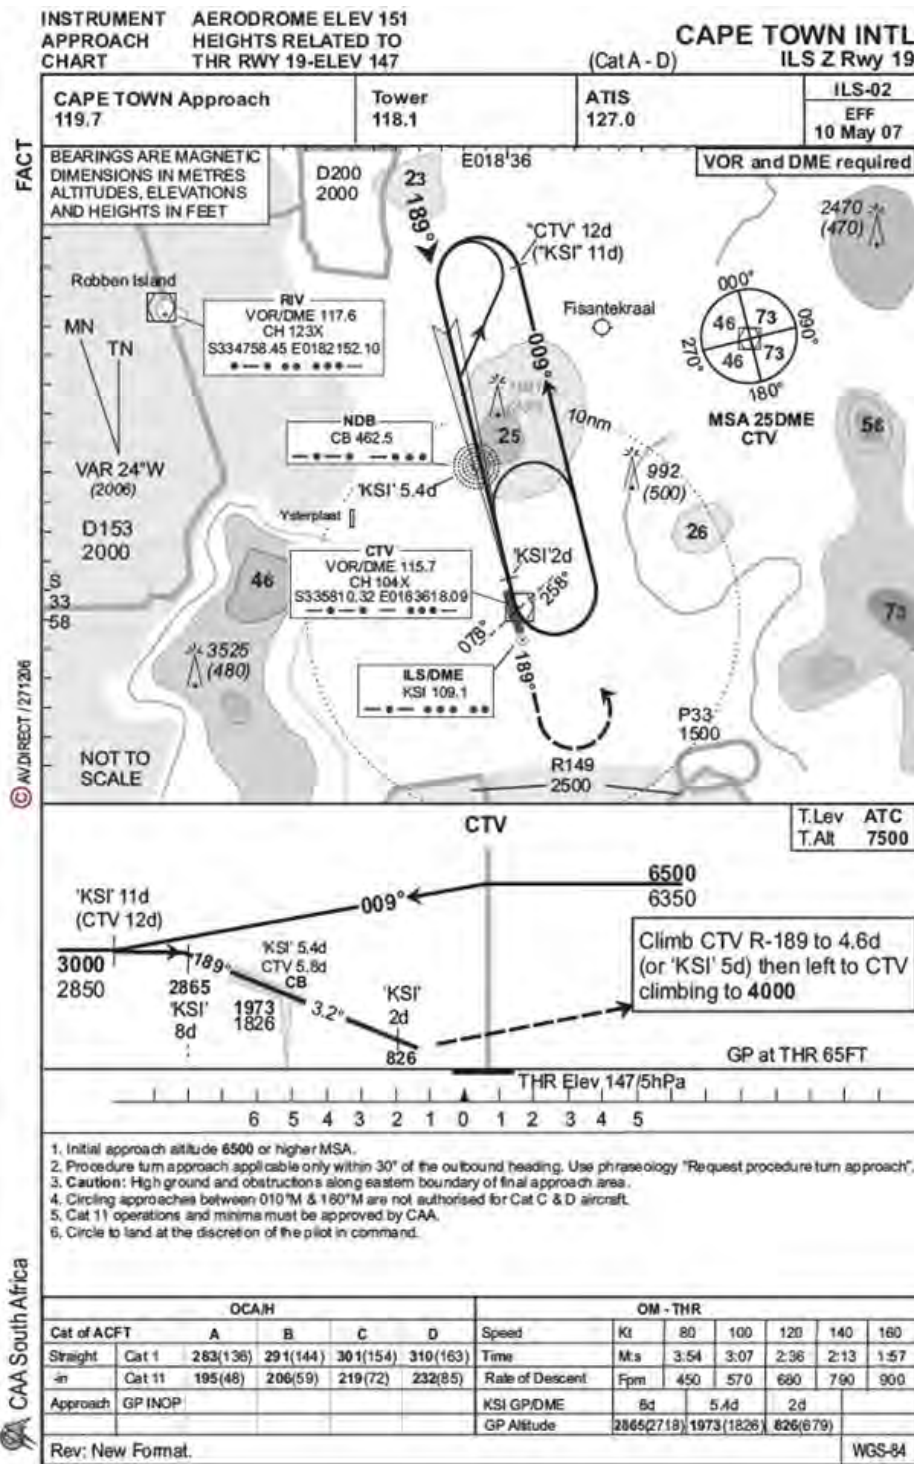 INSTRUMENT APPROACH CHART
AERODROME ELEV 151
HEIGHTS RELATED TO
THR RWY 19-ELEV 147
(Cat A - D)
CAPE TOWN INTL
ILS Z Rwy 19
CAPE TOWN Approach
119.7
Tower
118.1
ATIS
127.0
ILS-02
EFF
10 May 07
FACT
BEARINGS ARE MAGNETIC
DIMENSIONS IN METRES
ALTITUDES, ELEVATIONS
AND HEIGHTS IN FEET
D200
2000
23
E018'36
VOR and DME required
189°
"CTV' 12d
("KSI" 11d)
2470
(470)
Robben Island
RIV
VOR/DME 117.6
CH 123X
S334758.45 E0182152.10
Fisantekraal
000°
090°
180°
270°
46
73
46
73
MSA 25DME
CTV
MN
TN
VAR 24°W
(2006)
009°
NDB
CB 462.5
25
10nm
56
'KSI' 5.4d
992
(500)
Ysterplaat
D153
2000
26
S
33
58
46
CTV
VOR/DME 115.7
CH 104X
S335810.32 E0183618.09
'KSI'2d
258°
078°
73
3525
(480)
ILS/DME
KSI 109.1
189°
P33
1500
R149
2500
NOT TO
SCALE
© AVDIRECT / 271206
CTV
T.Lev ATC
T.Alt 7500
6500
6350
009°
'KSI' 11d
(CTV 12d)
3000
2850
189°
2865
'KSI'
8d
'KSI' 5.4d
CTV 5.8d
CB
1973
1826
3.2°
'KSI'
2d
826
Climb CTV R-189 to 4.6d
(or 'KSI' 5d) then left to CTV
climbing to 4000
GP at THR 65FT
THR Elev 147/5hPa
6 5 4 3 2 1 0 1 2 3 4 5
1. Initial approach altitude 6500 or higher MSA.
2. Procedure turn approach applicable only within 30° of the outbound heading. Use phraseology "Request procedure turn approach".
3. Caution: High ground and obstructions along eastern boundary of final approach area.
4. Circling approaches between 010°M & 160°M are not authorised for Cat C & D aircraft.
5. Cat 11 operations and minima must be approved by CAA.
6. Circle to land at the discretion of the pilot in command.
OCA/H
Cat of ACFT A B C D
Straight Cat 1 283(136) 291(144) 301(154) 310(163)
-in Cat 11 195(48) 206(59) 219(72) 232(85)
Approach GP INOP
OM - THR
Speed Kt 80 100 120 140 160
Time M:s 3:54 3:07 2:36 2:13 1:57
Rate of Descent Fpm 450 570 680 790 900
KSI GP/DME 8d 5.4d 2d
GP Altitude 2865(2718) 1973(1826) 826(679)
Rev: New Format.
WGS-84
CAA South Africa